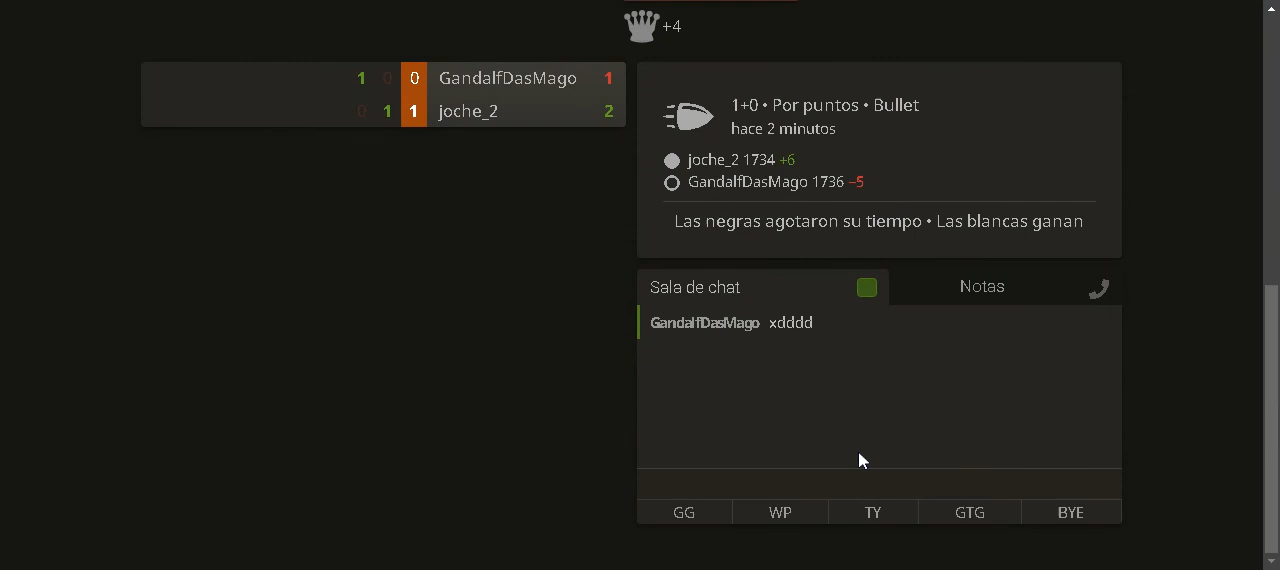 +4
1 0 0 GandalfDasMago 1
0 1 1 joche_2 2
1+0 • Por puntos • Bullet
hace 2 minutos
joche_2 1734 +6
GandalfDasMago 1736 −5
Las negras agotaron su tiempo • Las blancas ganan
Sala de chat
Notas
GandalfDasMago xdddd
GG WP TY GTG BYE